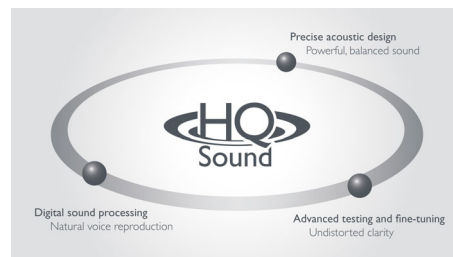 Precise acoustic design
Powerful, balanced sound
HQ
Sound
Digital sound processing
Natural voice reproduction
Advanced testing and fine-tuning
Undistorted clarity